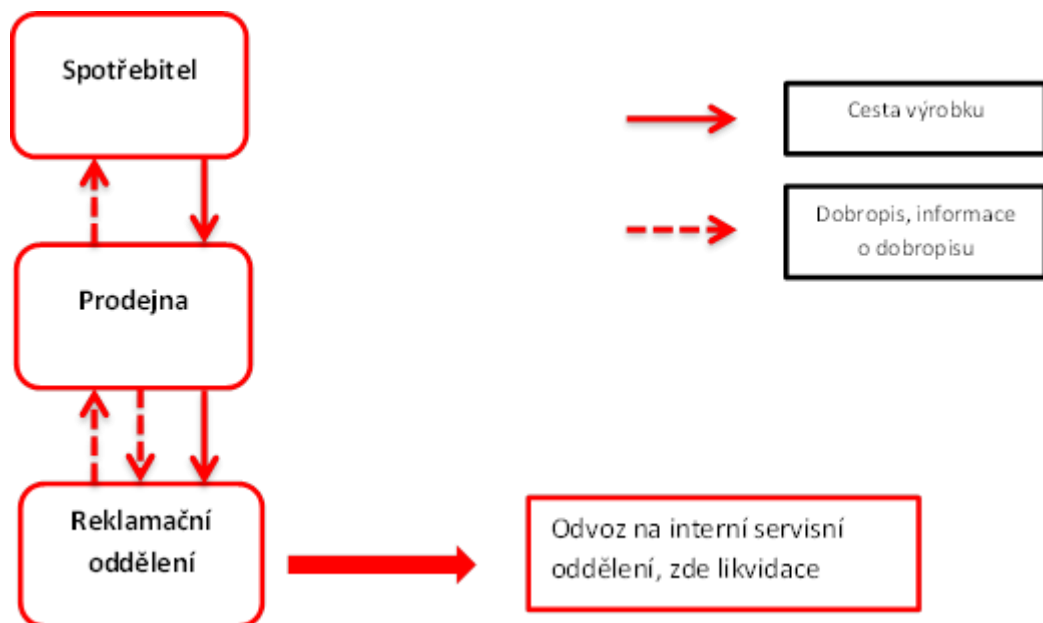 Spotřebitel
Cesta výrobku
Dobropis, informace
o dobropisu
Prodejna
Reklamační
oddělení
Odvoz na interní servisní
oddělení, zde likvidace